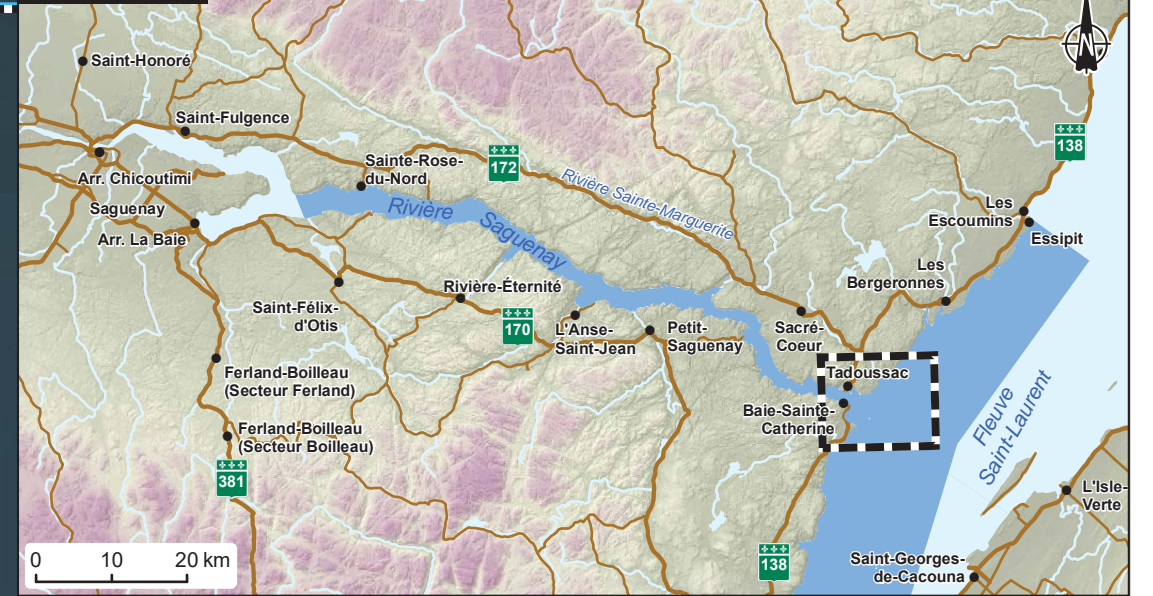 N
Saint-Honoré
Saint-Fulgence
138
Sainte-Rose-
du-Nord
172
Arr. Chicoutimi
Rivière Sainte-Marguerite
Saguenay
Rivière Saguenay
Les
Escoumins
Arr. La Baie
Essipit
Les
Bergeronnes
Rivière-Éternité
Saint-Félix-
d'Otis
170
L'Anse-
Saint-Jean
Petit-
Saguenay
Sacré-
Coeur
Ferland-Boilleau
(Secteur Ferland)
Tadoussac
Baie-Sainte-
Catherine
Fleuve
Saint-Laurent
Ferland-Boilleau
(Secteur Boilleau)
381
L'Isle-
Verte
0 10 20 km
138
Saint-Georges-
de-Cacouna